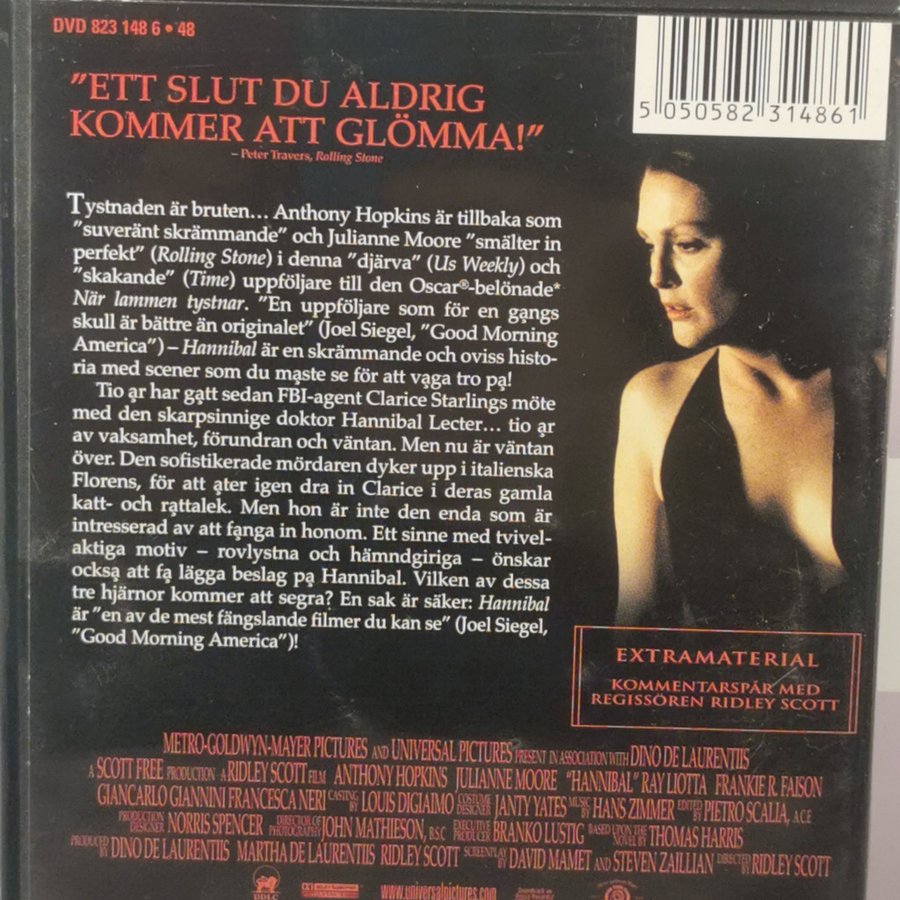 DVD 823 148 6 • 48
5 050582 314861
"ETT SLUT DU ALDRIG
KOMMER ATT GLÖMMA!"
– Peter Travers, Rolling Stone
Tystnaden är bruten... Anthony Hopkins är tillbaka som
"suveränt skrämmande" och Julianne Moore "smälter in
perfekt" (Rolling Stone) i denna "djärva" (Us Weekly) och
"skakande" (Time) uppföljare till den Oscar®-belönade*
När lammen tystnar. "En uppföljare som för en gąngs
skull är bättre än originalet" (Joel Siegel, "Good Morning
America") – Hannibal är en skrämmande och oviss histo-
ria med scener som du mąste se för att vąga tro pą!
Tio ąr har gątt sedan FBI-agent Clarice Starlings möte
med den skarpsinnige doktor Hannibal Lecter... tio ąr
av vaksamhet, förundran och väntan. Men nu är väntan
över. Den sofistikerade mördaren dyker upp i italienska
Florens, för att ąter igen dra in Clarice i deras gamla
katt- och rąttalek. Men hon är inte den enda som är
intresserad av att fąnga in honom. Ett sinne med tvivel-
aktiga motiv – rovlystna och hämndgiriga – önskar
ocksą att fą lägga beslag pą Hannibal. Vilken av dessa
tre hjärnor kommer att segra? En sak är säker: Hannibal
är "en av de mest fängslande filmer du kan se" (Joel Siegel,
"Good Morning America")!
EXTRAMATERIAL
KOMMENTARSPÅR MED
REGISSÖREN RIDLEY SCOTT
METRO-GOLDWYN-MAYER PICTURES AND UNIVERSAL PICTURES PRESENT IN ASSOCIATION WITH DINO DE LAURENTIIS
A SCOTT FREE PRODUCTION A RIDLEY SCOTT FILM ANTHONY HOPKINS JULIANNE MOORE "HANNIBAL" RAY LIOTTA FRANKIE R. FAISON
GIANCARLO GIANNINI FRANCESCA NERI CASTING BY LOUIS DIGIAIMO COSTUME DESIGNER JANTY YATES MUSIC BY HANS ZIMMER EDITED BY PIETRO SCALIA, A.C.E
PRODUCTION DESIGNER NORRIS SPENCER DIRECTOR OF PHOTOGRAPHY JOHN MATHIESON, B.S.C EXECUTIVE PRODUCER BRANKO LUSTIG BASED UPON THE NOVEL BY THOMAS HARRIS
PRODUCED BY DINO DE LAURENTIIS MARTHA DE LAURENTIIS RIDLEY SCOTT SCREENPLAY BY DAVID MAMET AND STEVEN ZAILLIAN DIRECTED BY RIDLEY SCOTT
DDLC
www.universalpictures.com